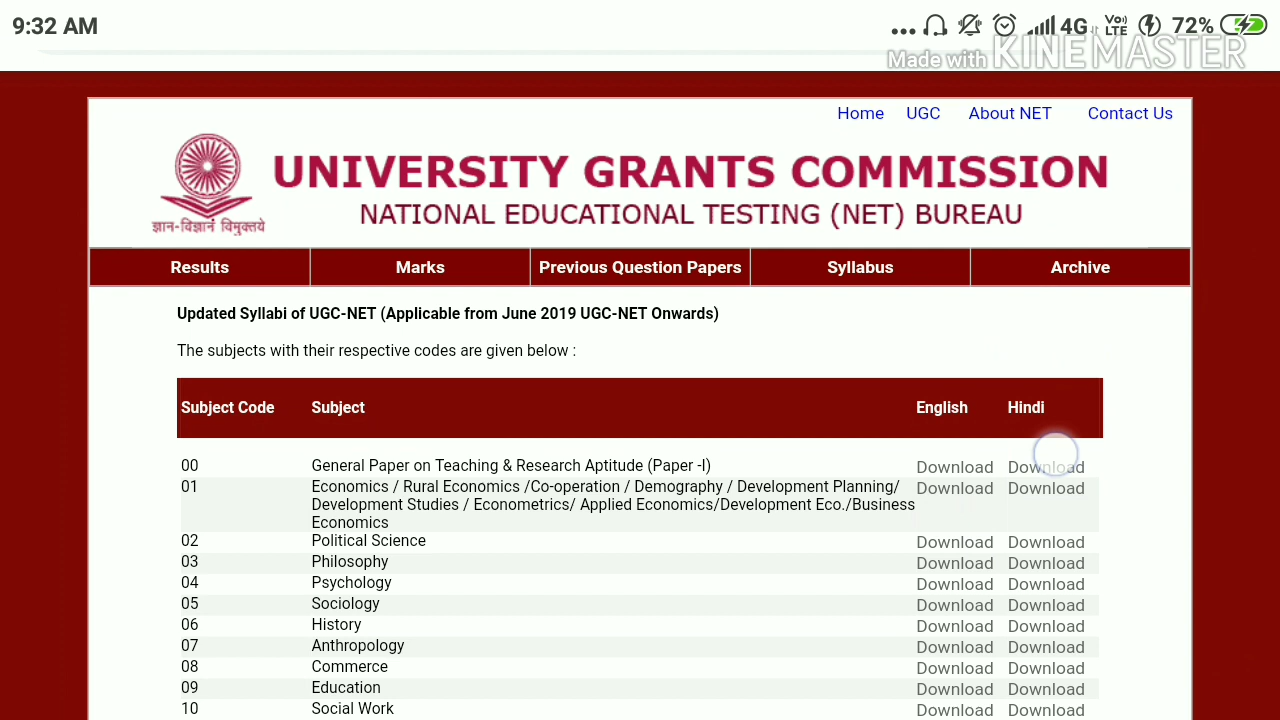 9:32 AM
4G Vo) LTE 72%
Made with KINEMASTER
Home UGC About NET Contact Us
UNIVERSITY GRANTS COMMISSION
NATIONAL EDUCATIONAL TESTING (NET) BUREAU
ज्ञान-विज्ञानं विमुक्तये
Results Marks Previous Question Papers Syllabus Archive
Updated Syllabi of UGC-NET (Applicable from June 2019 UGC-NET Onwards)
The subjects with their respective codes are given below :
Subject Code Subject English Hindi
00 General Paper on Teaching & Research Aptitude (Paper -I) Download Download
01 Economics / Rural Economics /Co-operation / Demography / Development Planning/ Download Download
Development Studies / Econometrics/ Applied Economics/Development Eco./Business
Economics
02 Political Science Download Download
03 Philosophy Download Download
04 Psychology Download Download
05 Sociology Download Download
06 History Download Download
07 Anthropology Download Download
08 Commerce Download Download
09 Education Download Download
10 Social Work Download Download